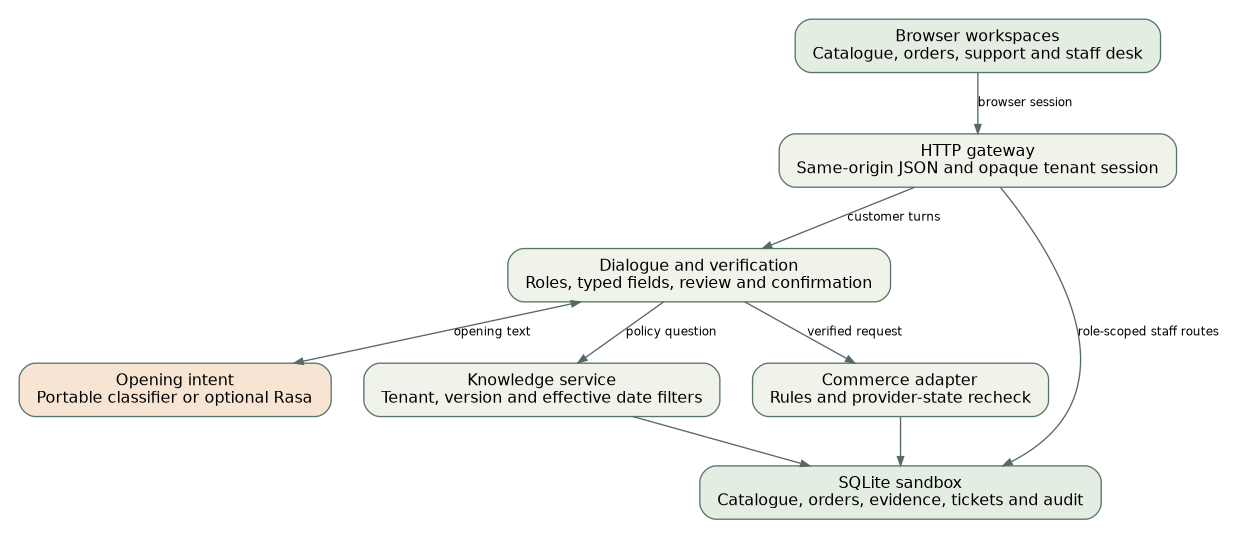 Browser workspaces
Catalogue, orders, support and staff desk
browser session
HTTP gateway
Same-origin JSON and opaque tenant session
customer turns
Dialogue and verification
Roles, typed fields, review and confirmation
opening text
policy question
verified request
role-scoped staff routes
Opening intent
Portable classifier or optional Rasa
Knowledge service
Tenant, version and effective date filters
Commerce adapter
Rules and provider-state recheck
SQLite sandbox
Catalogue, orders, evidence, tickets and audit